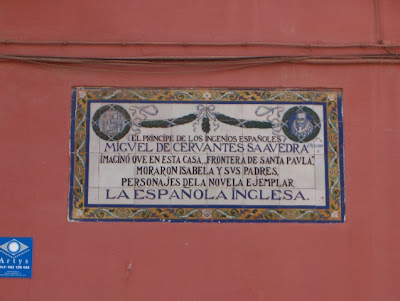 EL PRINCIPE DE LOS INGENIOS ESPAÑOLES
MIGVEL DE CERVANTES SAAVEDRA
IMAGINÓ QVE EN ESTA CASA, "FRONTERA DE SANTA PAVLA",
MORARON ISABELA Y SVS PADRES,
PERSONAJES DE LA NOVELA EJEMPLAR
LA ESPAÑOLA INGLESA.
Artys